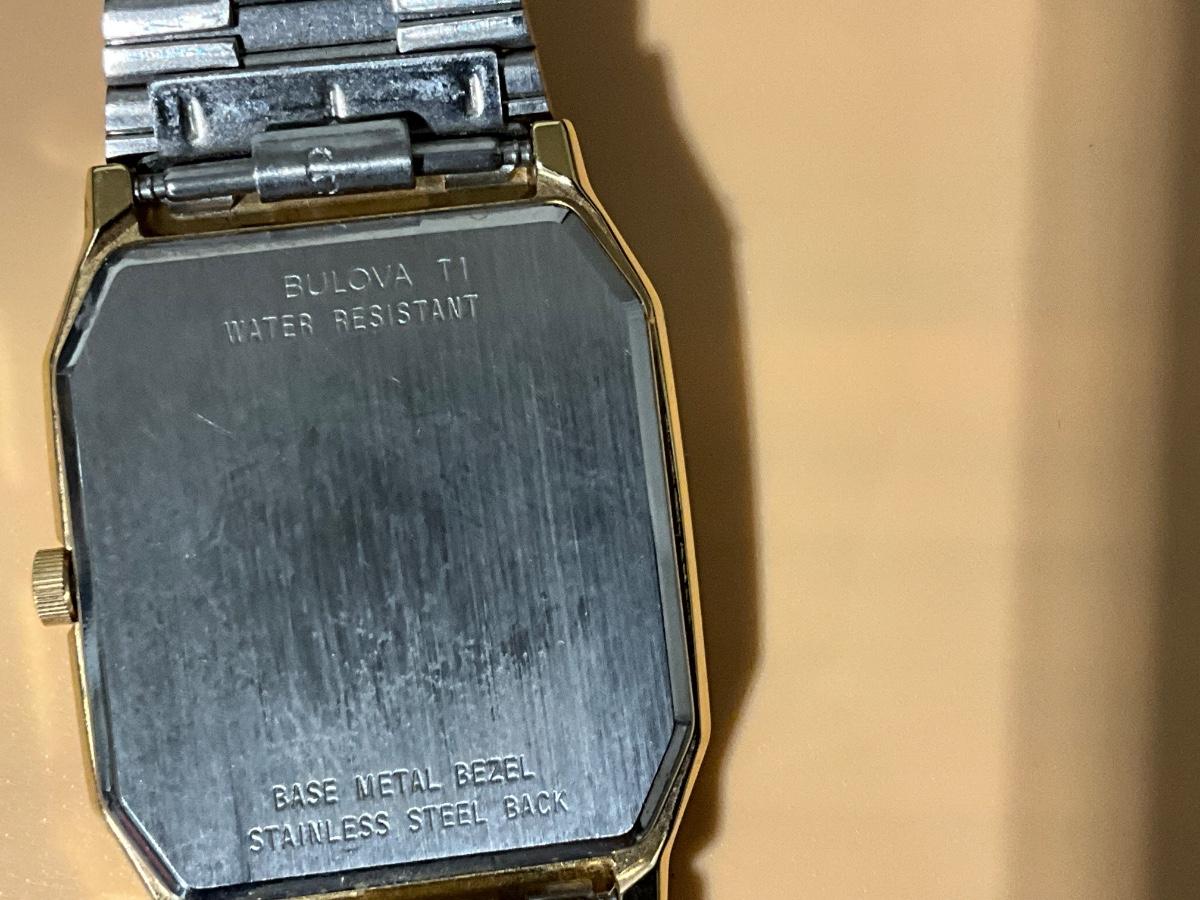 BULOVA T1
WATER RESISTANT
BASE METAL BEZEL
STAINLESS STEEL BACK